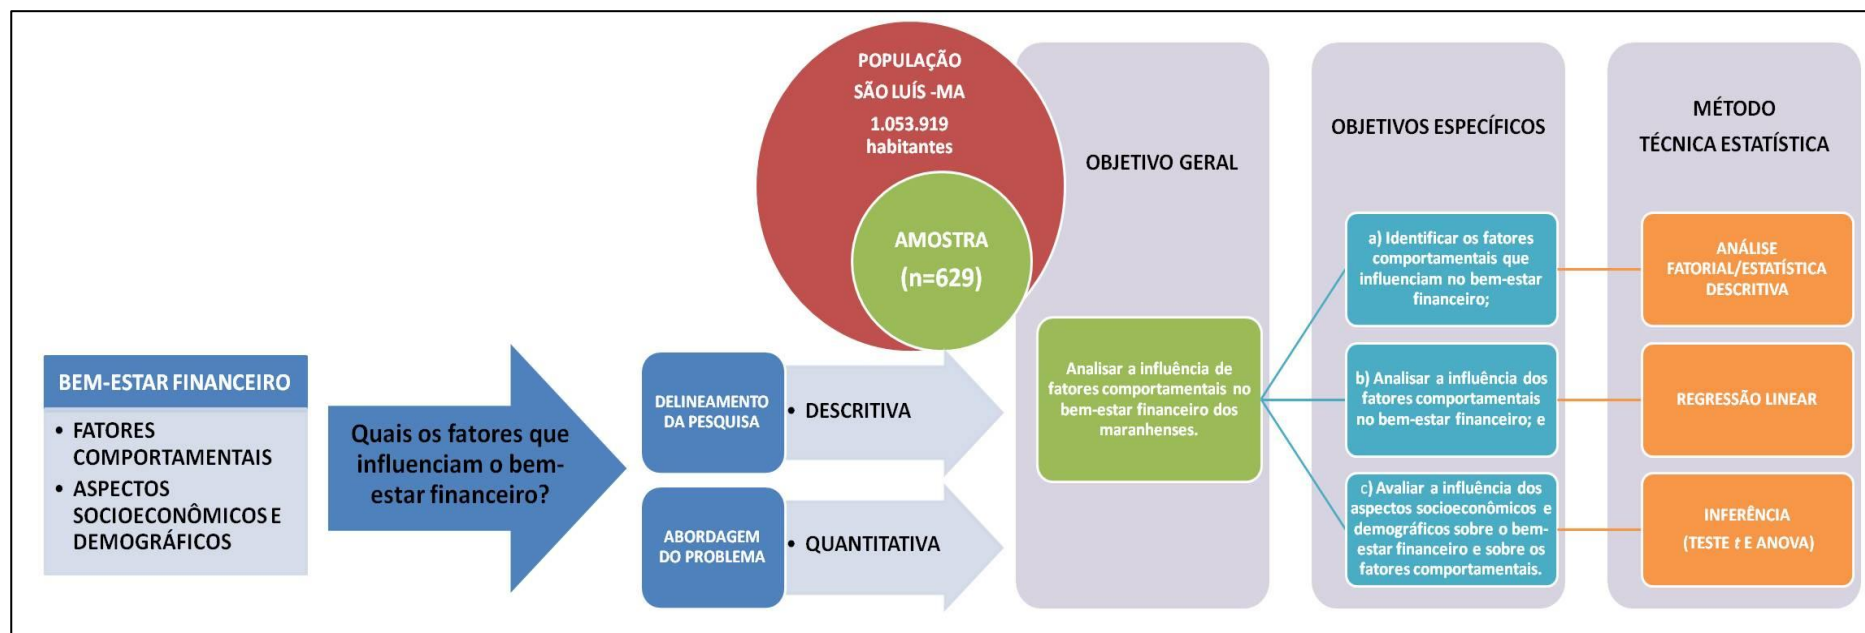 BEM-ESTAR FINANCEIRO
• FATORES
COMPORTAMENTAIS
• ASPECTOS
SOCIOECONÔMICOS E
DEMOGRÁFICOS
Quais os fatores que
influenciam o bem-
estar financeiro?
DELINEAMENTO
DA PESQUISA
• DESCRITIVA
ABORDAGEM
DO PROBLEMA
• QUANTITATIVA
POPULAÇÃO
SÃO LUÍS -MA
1.053.919
habitantes
AMOSTRA
(n=629)
OBJETIVO GERAL
Analisar a influência de
fatores comportamentais no
bem-estar financeiro dos
maranhenses.
OBJETIVOS ESPECÍFICOS
a) Identificar os fatores
comportamentais que
influenciam no bem-estar
financeiro;
b) Analisar a influência dos
fatores comportamentais
no bem-estar financeiro; e
c) Avaliar a influência dos
aspectos socioeconômicos e
demográficos sobre o bem-
estar financeiro e sobre os
fatores comportamentais.
MÉTODO
TÉCNICA ESTATÍSTICA
ANÁLISE
FATORIAL/ESTATÍSTICA
DESCRITIVA
REGRESSÃO LINEAR
INFERÊNCIA
(TESTE t E ANOVA)